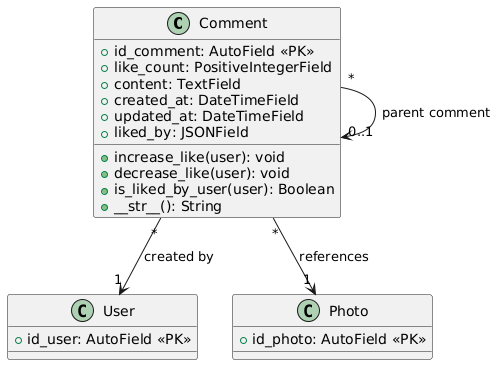 C Comment
id_comment: AutoField «PK»
like_count: PositiveIntegerField
content: TextField
created_at: DateTimeField
updated_at: DateTimeField
liked_by: JSONField
increase_like(user): void
decrease_like(user): void
is_liked_by_user(user): Boolean
__str__(): String
*
parent comment
0..1
*
created by
1
*
references
1
C User
id_user: AutoField «PK»
C Photo
id_photo: AutoField «PK»